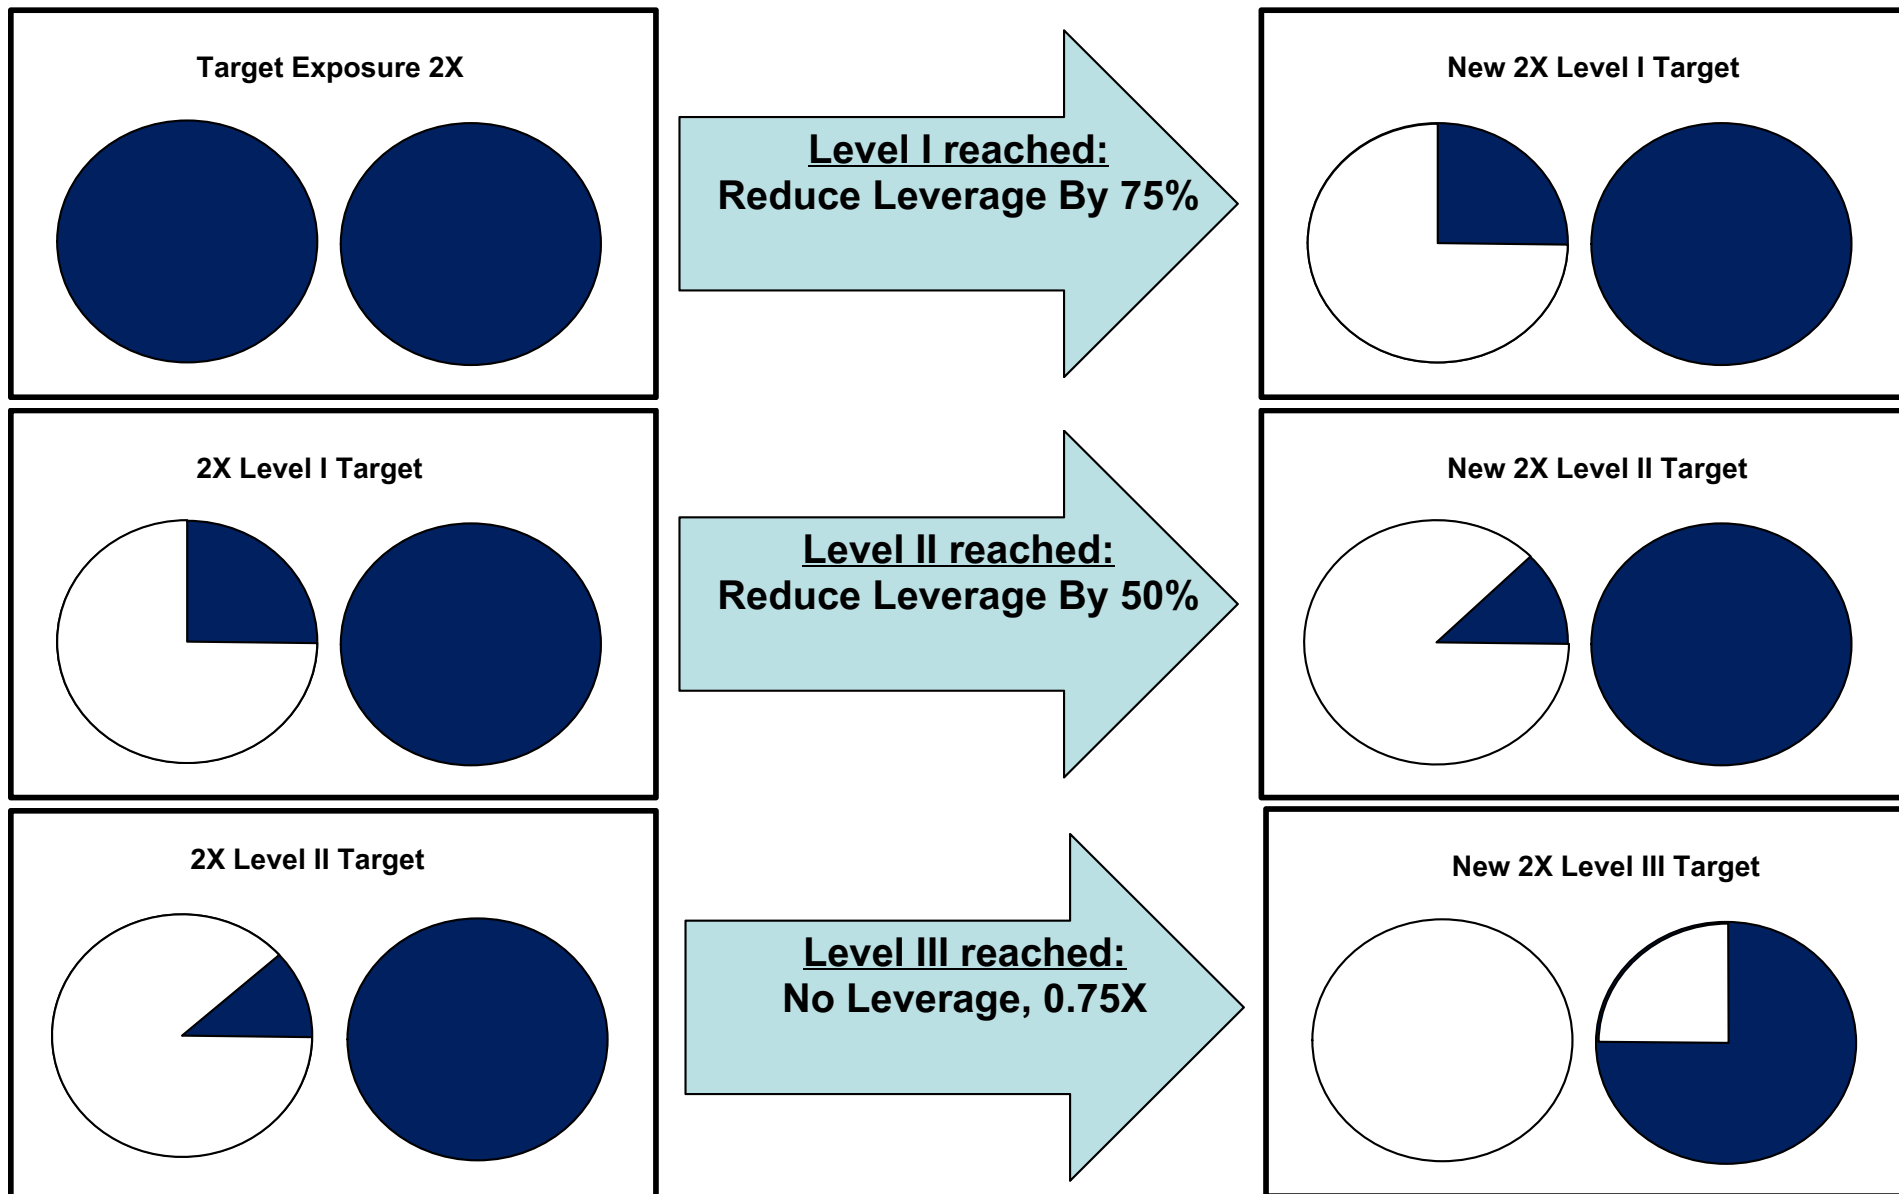 Target Exposure 2X
Level I reached:
Reduce Leverage By 75%
New 2X Level I Target
2X Level I Target
Level II reached:
Reduce Leverage By 50%
New 2X Level II Target
2X Level II Target
Level III reached:
No Leverage, 0.75X
New 2X Level III Target